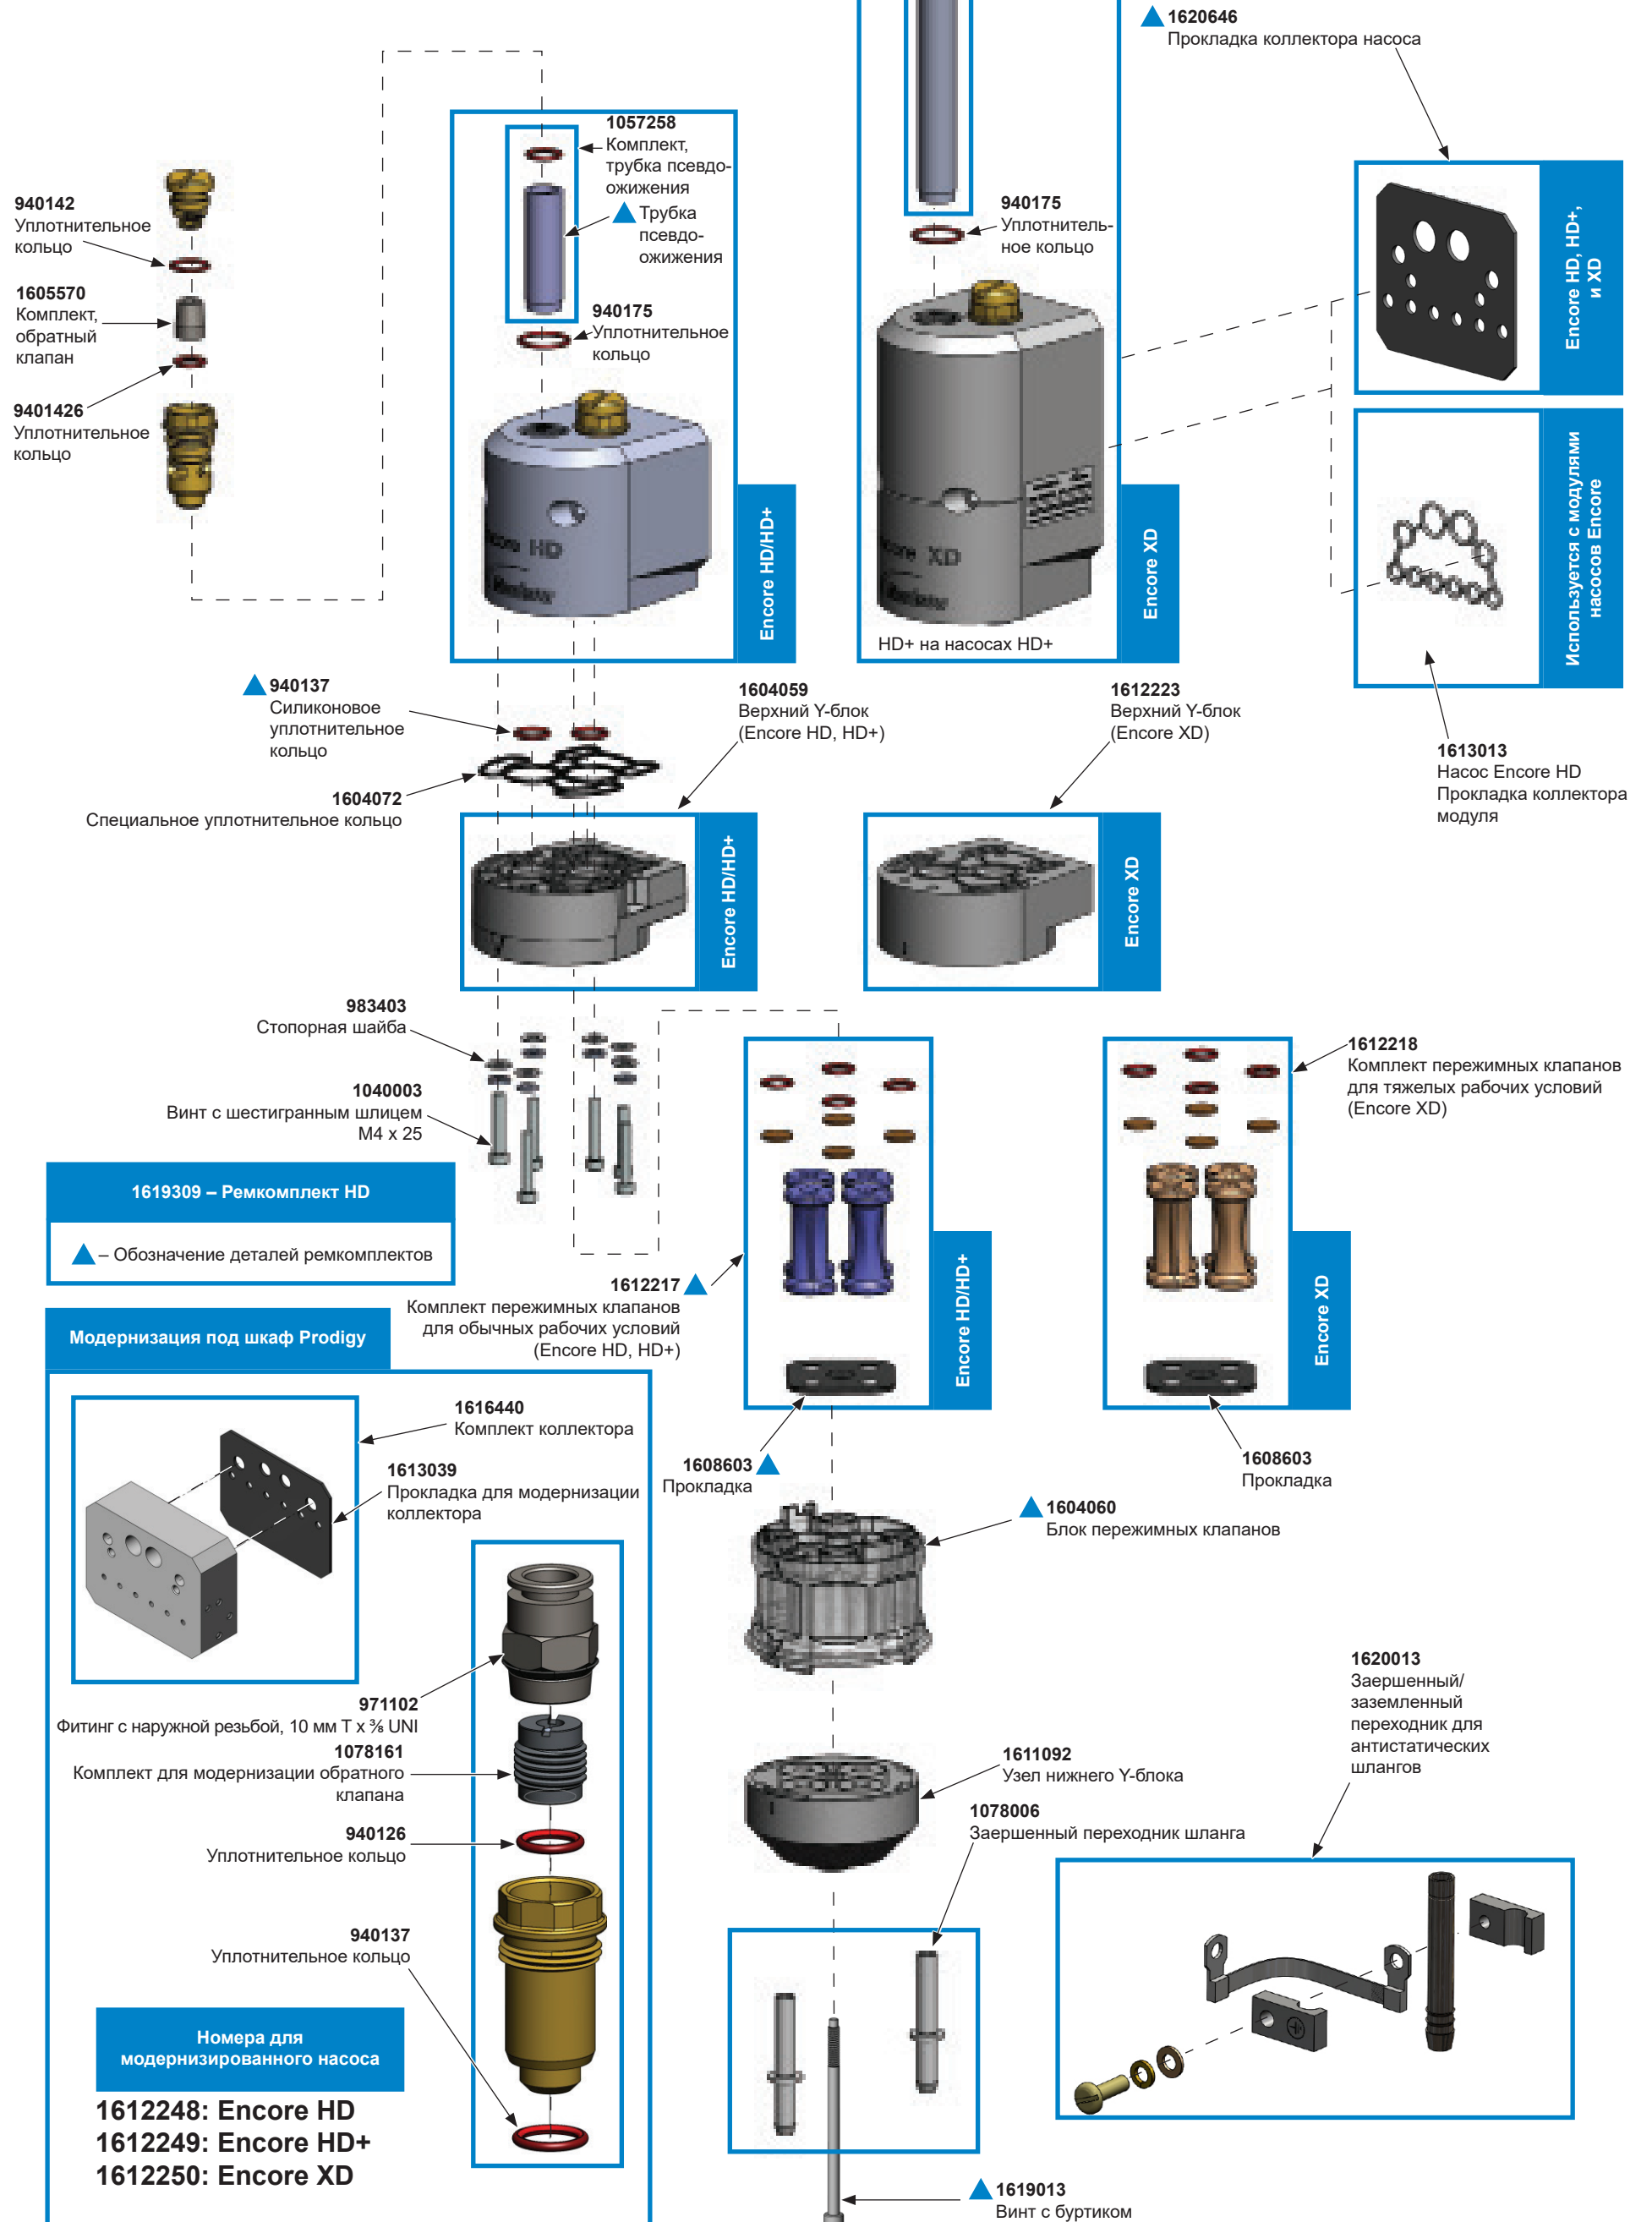 1620646
Прокладка коллектора насоса
1057258
Комплект,
трубка псевдо-
ожижения
Трубка
псевдо-
ожижения
940142
Уплотнительное
кольцо
1605570
Комплект,
обратный
клапан
9401426
Уплотнительное
кольцо
940175
Уплотнительное
кольцо
940175
Уплотнитель-
ное кольцо
Encore HD, HD+,
и XD
Используется с модулями
насосов Encore
core HD
Encore HD/HD+
core XD
Encore XD
HD+ на насосах HD+
940137
Силиконовое
уплотнительное
кольцо
1604072
Специальное уплотнительное кольцо
1604059
Верхний Y-блок
(Encore HD, HD+)
1612223
Верхний Y-блок
(Encore XD)
1613013
Насос Encore HD
Прокладка коллектора
модуля
Encore HD/HD+
Encore XD
983403
Стопорная шайба
1040003
Винт с шестигранным шлицем
M4 x 25
1612218
Комплект пережимных клапанов
для тяжелых рабочих условий
(Encore XD)
1619309 – Ремкомплект HD
– Обозначение деталей ремкомплектов
1612217
Комплект пережимных клапанов
для обычных рабочих условий
(Encore HD, HD+)
Encore HD/HD+
Encore XD
1608603
Прокладка
1608603
Прокладка
Модернизация под шкаф Prodigy
1616440
Комплект коллектора
1613039
Прокладка для модернизации
коллектора
1604060
Блок пережимных клапанов
971102
Фитинг с наружной резьбой, 10 мм T x ⅜ UNI
1078161
Комплект для модернизации обратного
клапана
940126
Уплотнительное кольцо
940137
Уплотнительное кольцо
1611092
Узел нижнего Y-блока
1078006
Заершенный переходник шланга
1620013
Заершенный/
заземленный
переходник для
антистатических
шлангов
Номера для
модернизированного насоса
1612248: Encore HD
1612249: Encore HD+
1612250: Encore XD
1619013
Винт с буртиком